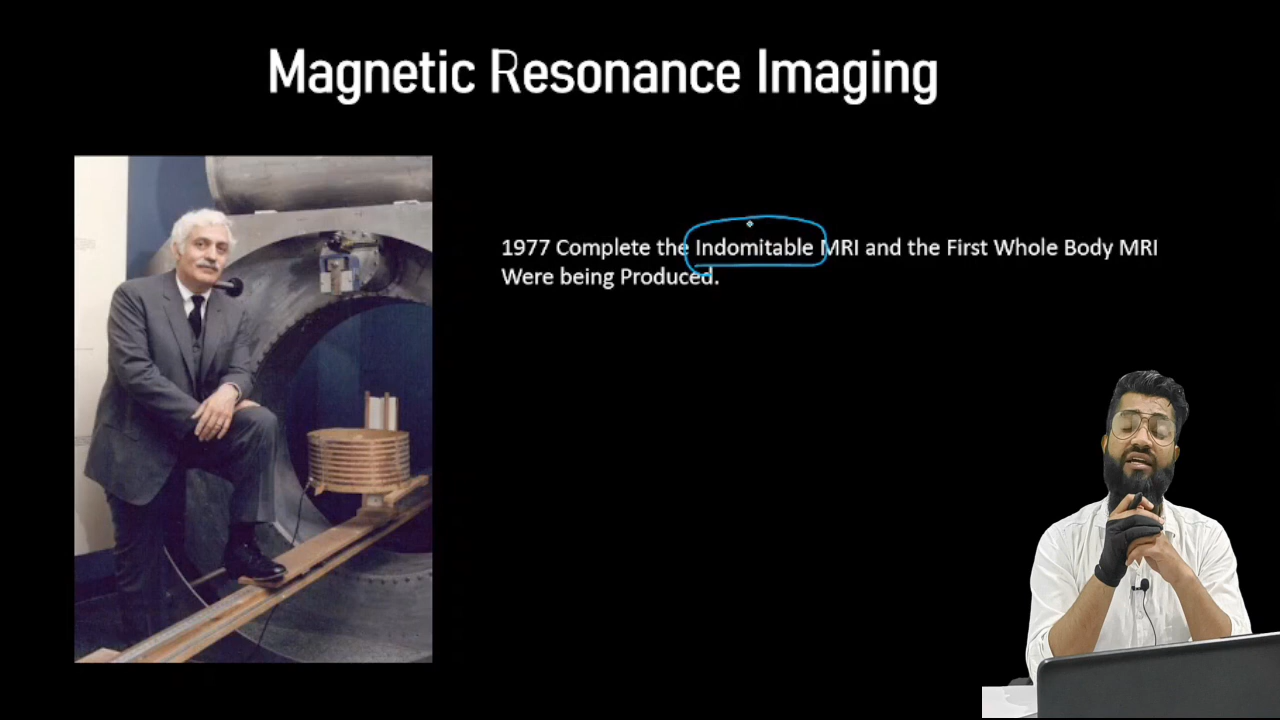 Magnetic Resonance Imaging
1977 Complete the Indomitable MRI and the First Whole Body MRI
Were being Produced.